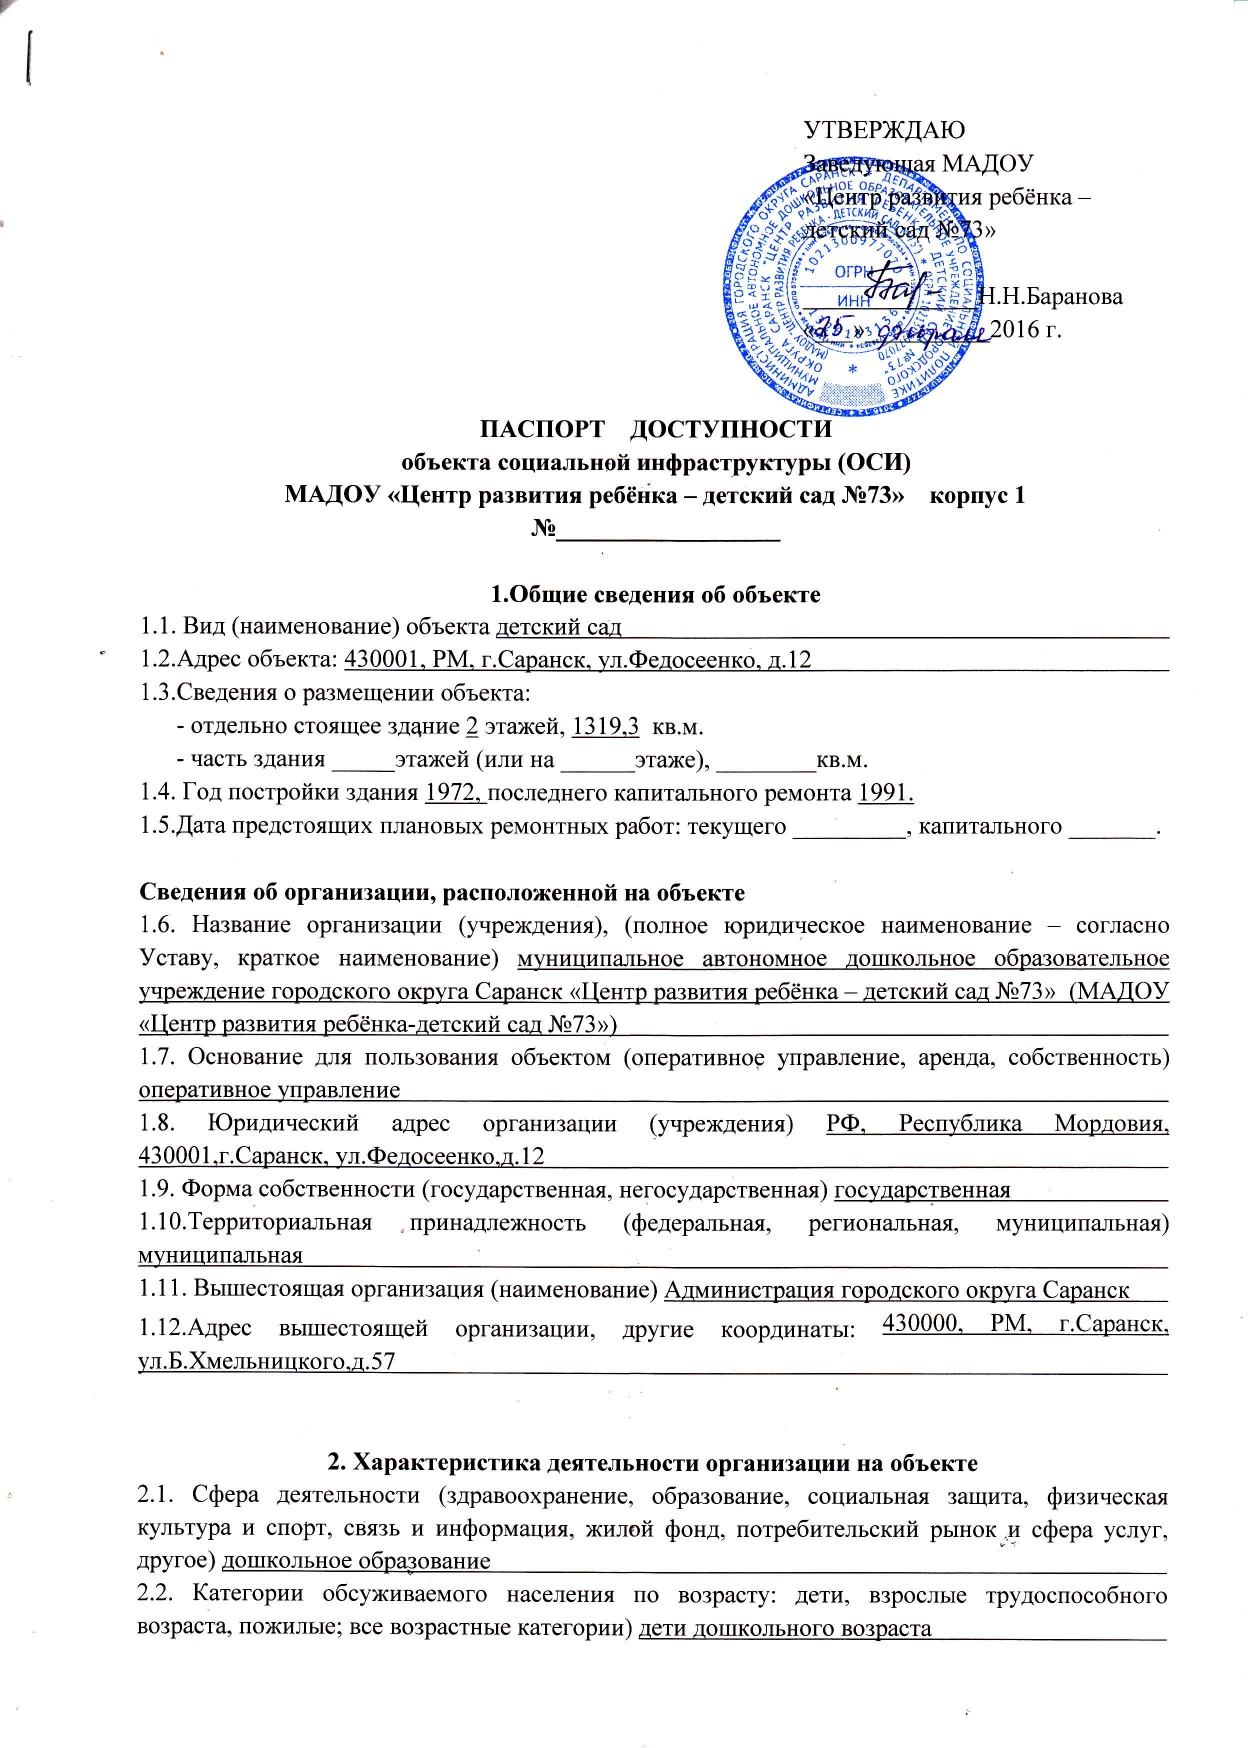 УТВЕРЖДАЮ
Заведующая МАДОУ
«Центр развития ребёнка –
детский сад №73»
ОГРН
ИНН
Н.Н.Баранова
«25» 2016 г.
ПАСПОРТ ДОСТУПНОСТИ
объекта социальной инфраструктуры (ОСИ)
МАДОУ «Центр развития ребёнка – детский сад №73» корпус 1
№__________________
1.Общие сведения об объекте
1.1. Вид (наименование) объекта детский сад
1.2.Адрес объекта: 430001, РМ, г.Саранск, ул.Федосеенко, д.12
1.3.Сведения о размещении объекта:
- отдельно стоящее здание 2 этажей, 1319,3 кв.м.
- часть здания _____этажей (или на ______этаже), ________кв.м.
1.4. Год постройки здания 1972, последнего капитального ремонта 1991.
1.5.Дата предстоящих плановых ремонтных работ: текущего _________, капитального _______.
Сведения об организации, расположенной на объекте
1.6. Название организации (учреждения), (полное юридическое наименование – согласно
Уставу, краткое наименование) муниципальное автономное дошкольное образовательное
учреждение городского округа Саранск «Центр развития ребёнка – детский сад №73» (МАДОУ
«Центр развития ребёнка-детский сад №73»)
1.7. Основание для пользования объектом (оперативное управление, аренда, собственность)
оперативное управление
1.8. Юридический адрес организации (учреждения) РФ, Республика Мордовия,
430001,г.Саранск, ул.Федосеенко,д.12
1.9. Форма собственности (государственная, негосударственная) государственная
1.10.Территориальная принадлежность (федеральная, региональная, муниципальная)
муниципальная
1.11. Вышестоящая организация (наименование) Администрация городского округа Саранск
1.12.Адрес вышестоящей организации, другие координаты: 430000, РМ, г.Саранск,
ул.Б.Хмельницкого,д.57
2. Характеристика деятельности организации на объекте
2.1. Сфера деятельности (здравоохранение, образование, социальная защита, физическая
культура и спорт, связь и информация, жилой фонд, потребительский рынок и сфера услуг,
другое) дошкольное образование
2.2. Категории обсуживаемого населения по возрасту: дети, взрослые трудоспособного
возраста, пожилые; все возрастные категории) дети дошкольного возраста